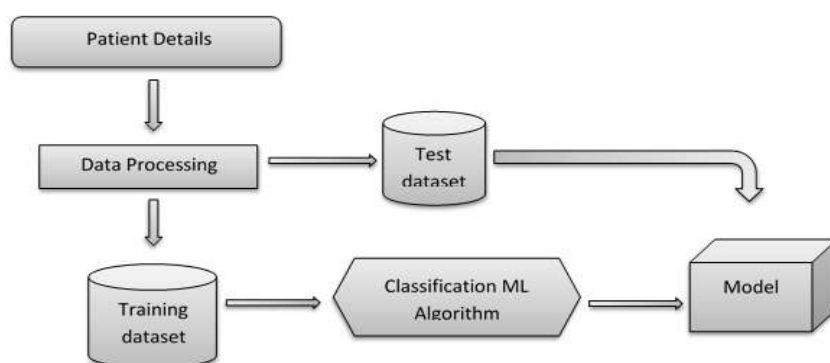 Patient Details
Data Processing
Test
dataset
Training
dataset
Classification ML
Algorithm
Model